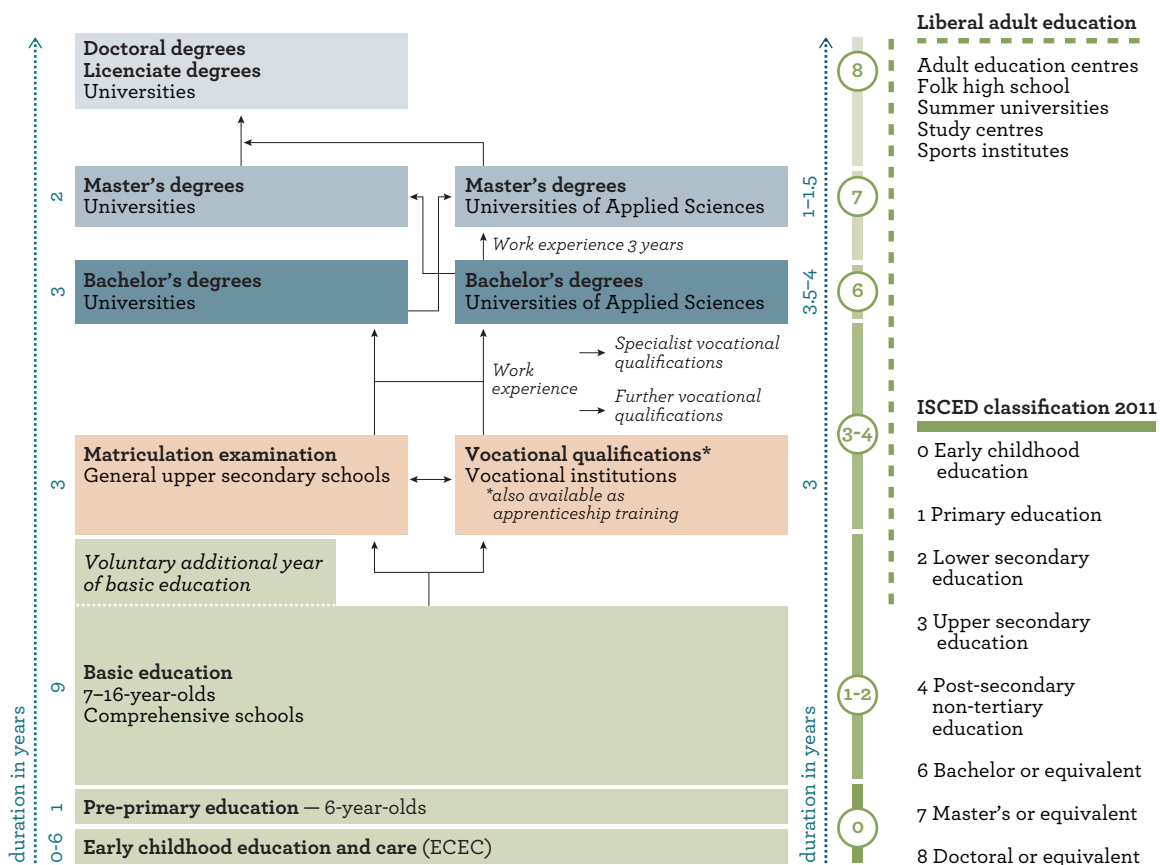 Doctoral degrees
Licenciate degrees
Universities
Master's degrees
Universities
Master's degrees
Universities of Applied Sciences
Work experience 3 years
Bachelor's degrees
Universities
Bachelor's degrees
Universities of Applied Sciences
Work
experience
Specialist vocational
qualifications
Further vocational
qualifications
Matriculation examination
General upper secondary schools
Vocational qualifications*
Vocational institutions
*also available as
apprenticeship training
Voluntary additional year
of basic education
Basic education
7–16-year-olds
Comprehensive schools
Pre-primary education — 6-year-olds
Early childhood education and care (ECEC)
duration in years
2
3
3
9
1
0-6
duration in years
1–1.5
3.5–4
3
8
7
6
3-4
1-2
0
Liberal adult education
Adult education centres
Folk high school
Summer universities
Study centres
Sports institutes
ISCED classification 2011
0 Early childhood
education
1 Primary education
2 Lower secondary
education
3 Upper secondary
education
4 Post-secondary
non-tertiary
education
6 Bachelor or equivalent
7 Master's or equivalent
8 Doctoral or equivalent